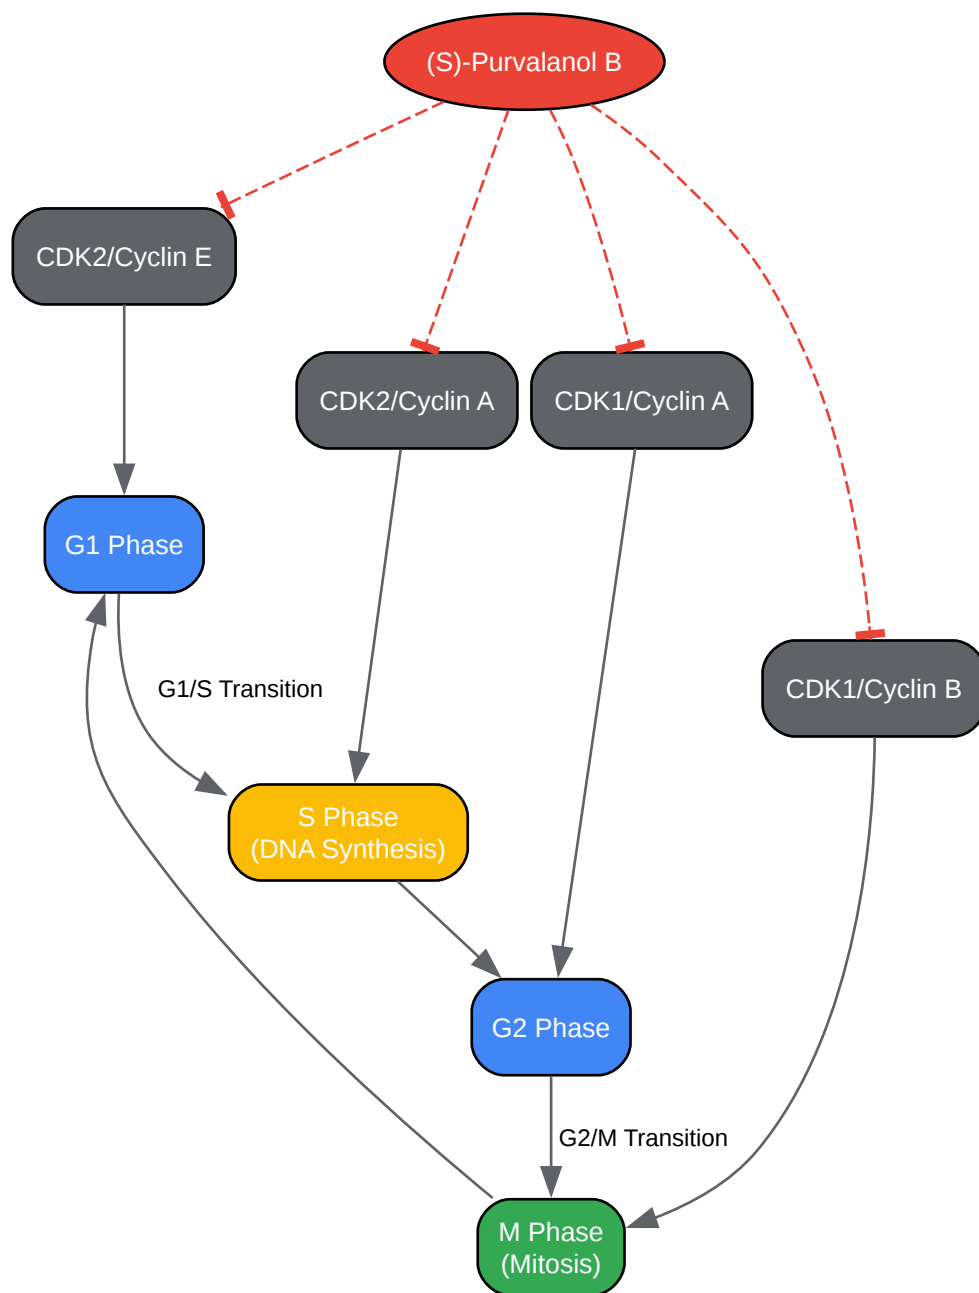 (S)-Purvalanol B
CDK2/Cyclin E
CDK2/Cyclin A
CDK1/Cyclin A
G1 Phase
G1/S Transition
CDK1/Cyclin B
S Phase
(DNA Synthesis)
G2 Phase
G2/M Transition
M Phase
(Mitosis)